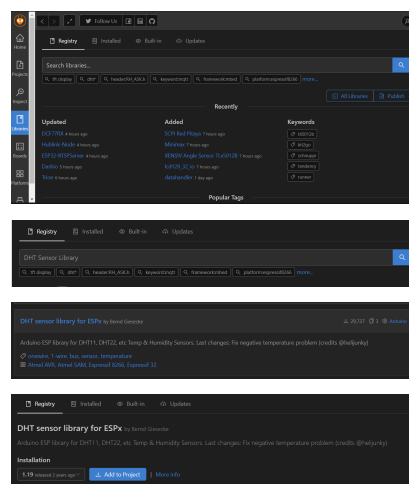 Follow Us
Home
Projects
Inspect
Libraries
Boards
Platforms
Registry Installed Built-in Updates
Search libraries...
tft display dht* header:RH_ASK.h keyword:mqtt framework:mbed platform:espressif8266 more...
All Libraries Publish
Recently
Updated Added Keywords
DCF77RX 4 hours ago SCPI Red Pitaya 7 hours ago
Hublink-Node 4 hours ago Minimax 7 hours ago lin2go
ESP32-RTSPServer 4 hours ago XENSIV Angle Sensor TLx5012B 7 hours ago schnapp
Dashio 5 hours ago 7 hours ago tendency
6 hours ago datahandler 1 day ago runner
Popular Tags
Registry Installed Built-in Updates
DHT Sensor Library
tft display dht* header:RH_ASK.h keyword:mqtt framework:mbed platform:espressif8266 more...
DHT sensor library for ESPx by Bernd Giesecke 29,737 3 Arduino
Arduino ESP library for DHT11, DHT22, etc Temp & Humidity Sensors. Last changes: Fix negative temperature problem (credits @helijunky)
onewire, 1-wire, bus, sensor, temperature
Atmel AVR, Atmel SAM, Espressif 8266, Espressif 32
Registry Installed Built-in Updates
DHT sensor library for ESPx by Bernd Giesecke
Arduino ESP library for DHT11, DHT22, etc Temp & Humidity Sensors. Last changes: Fix negative temperature problem (credits @helijunky)
Installation
1.19 released 2 years ago Add to Project | More info